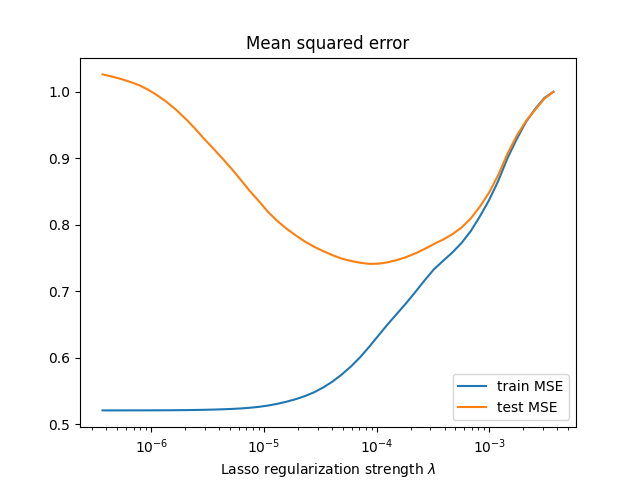 Mean squared error
1.0
0.9
0.8
0.7
0.6
0.5
10⁻⁶ 10⁻⁵ 10⁻⁴ 10⁻³
Lasso regularization strength λ
train MSE
test MSE